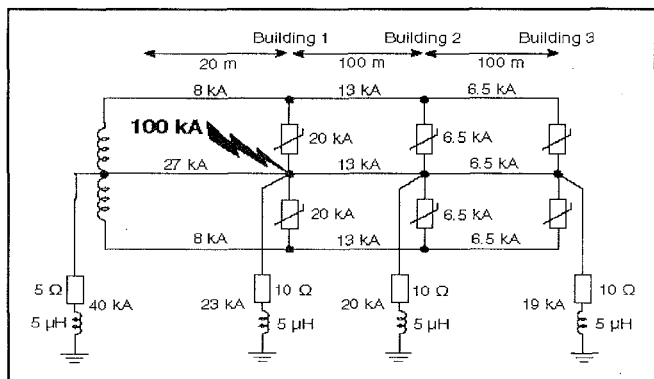 Building 1 Building 2 Building 3
20 m 100 m 100 m
8 kA 13 kA 6.5 kA
100 kA 20 kA 6.5 kA
27 kA 13 kA 6.5 kA
20 kA 6.5 kA
8 kA 13 kA 6.5 kA
5 Ω 40 kA 5 µH
23 kA 10 Ω 5 µH
20 kA 10 Ω 5 µH
19 kA 10 Ω 5 µH